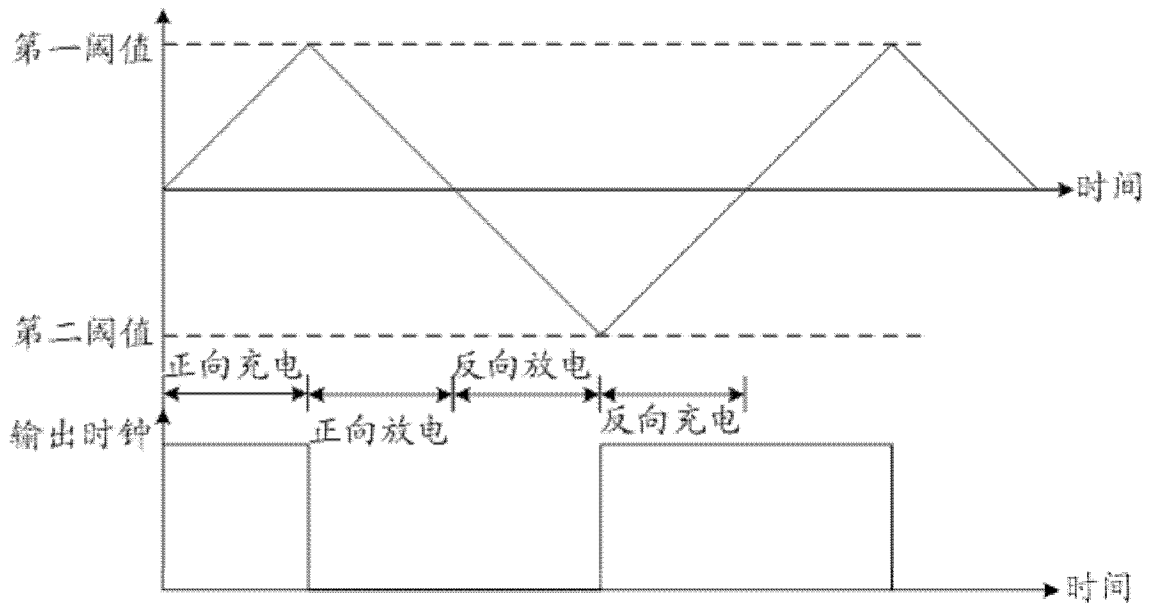 第一阈值
时间
第二阈值
正向充电
反向放电
输出时钟
正向放电
反向充电
时间